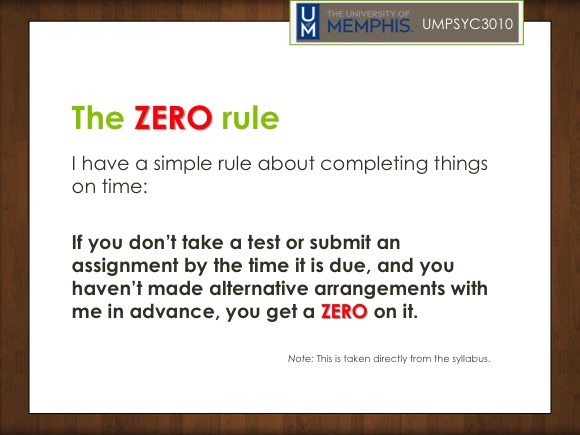 UM
THE UNIVERSITY OF
MEMPHIS.
UMPSYC3010
The ZERO rule
I have a simple rule about completing things
on time:
If you don’t take a test or submit an
assignment by the time it is due, and you
haven’t made alternative arrangements with
me in advance, you get a ZERO on it.
Note: This is taken directly from the syllabus.